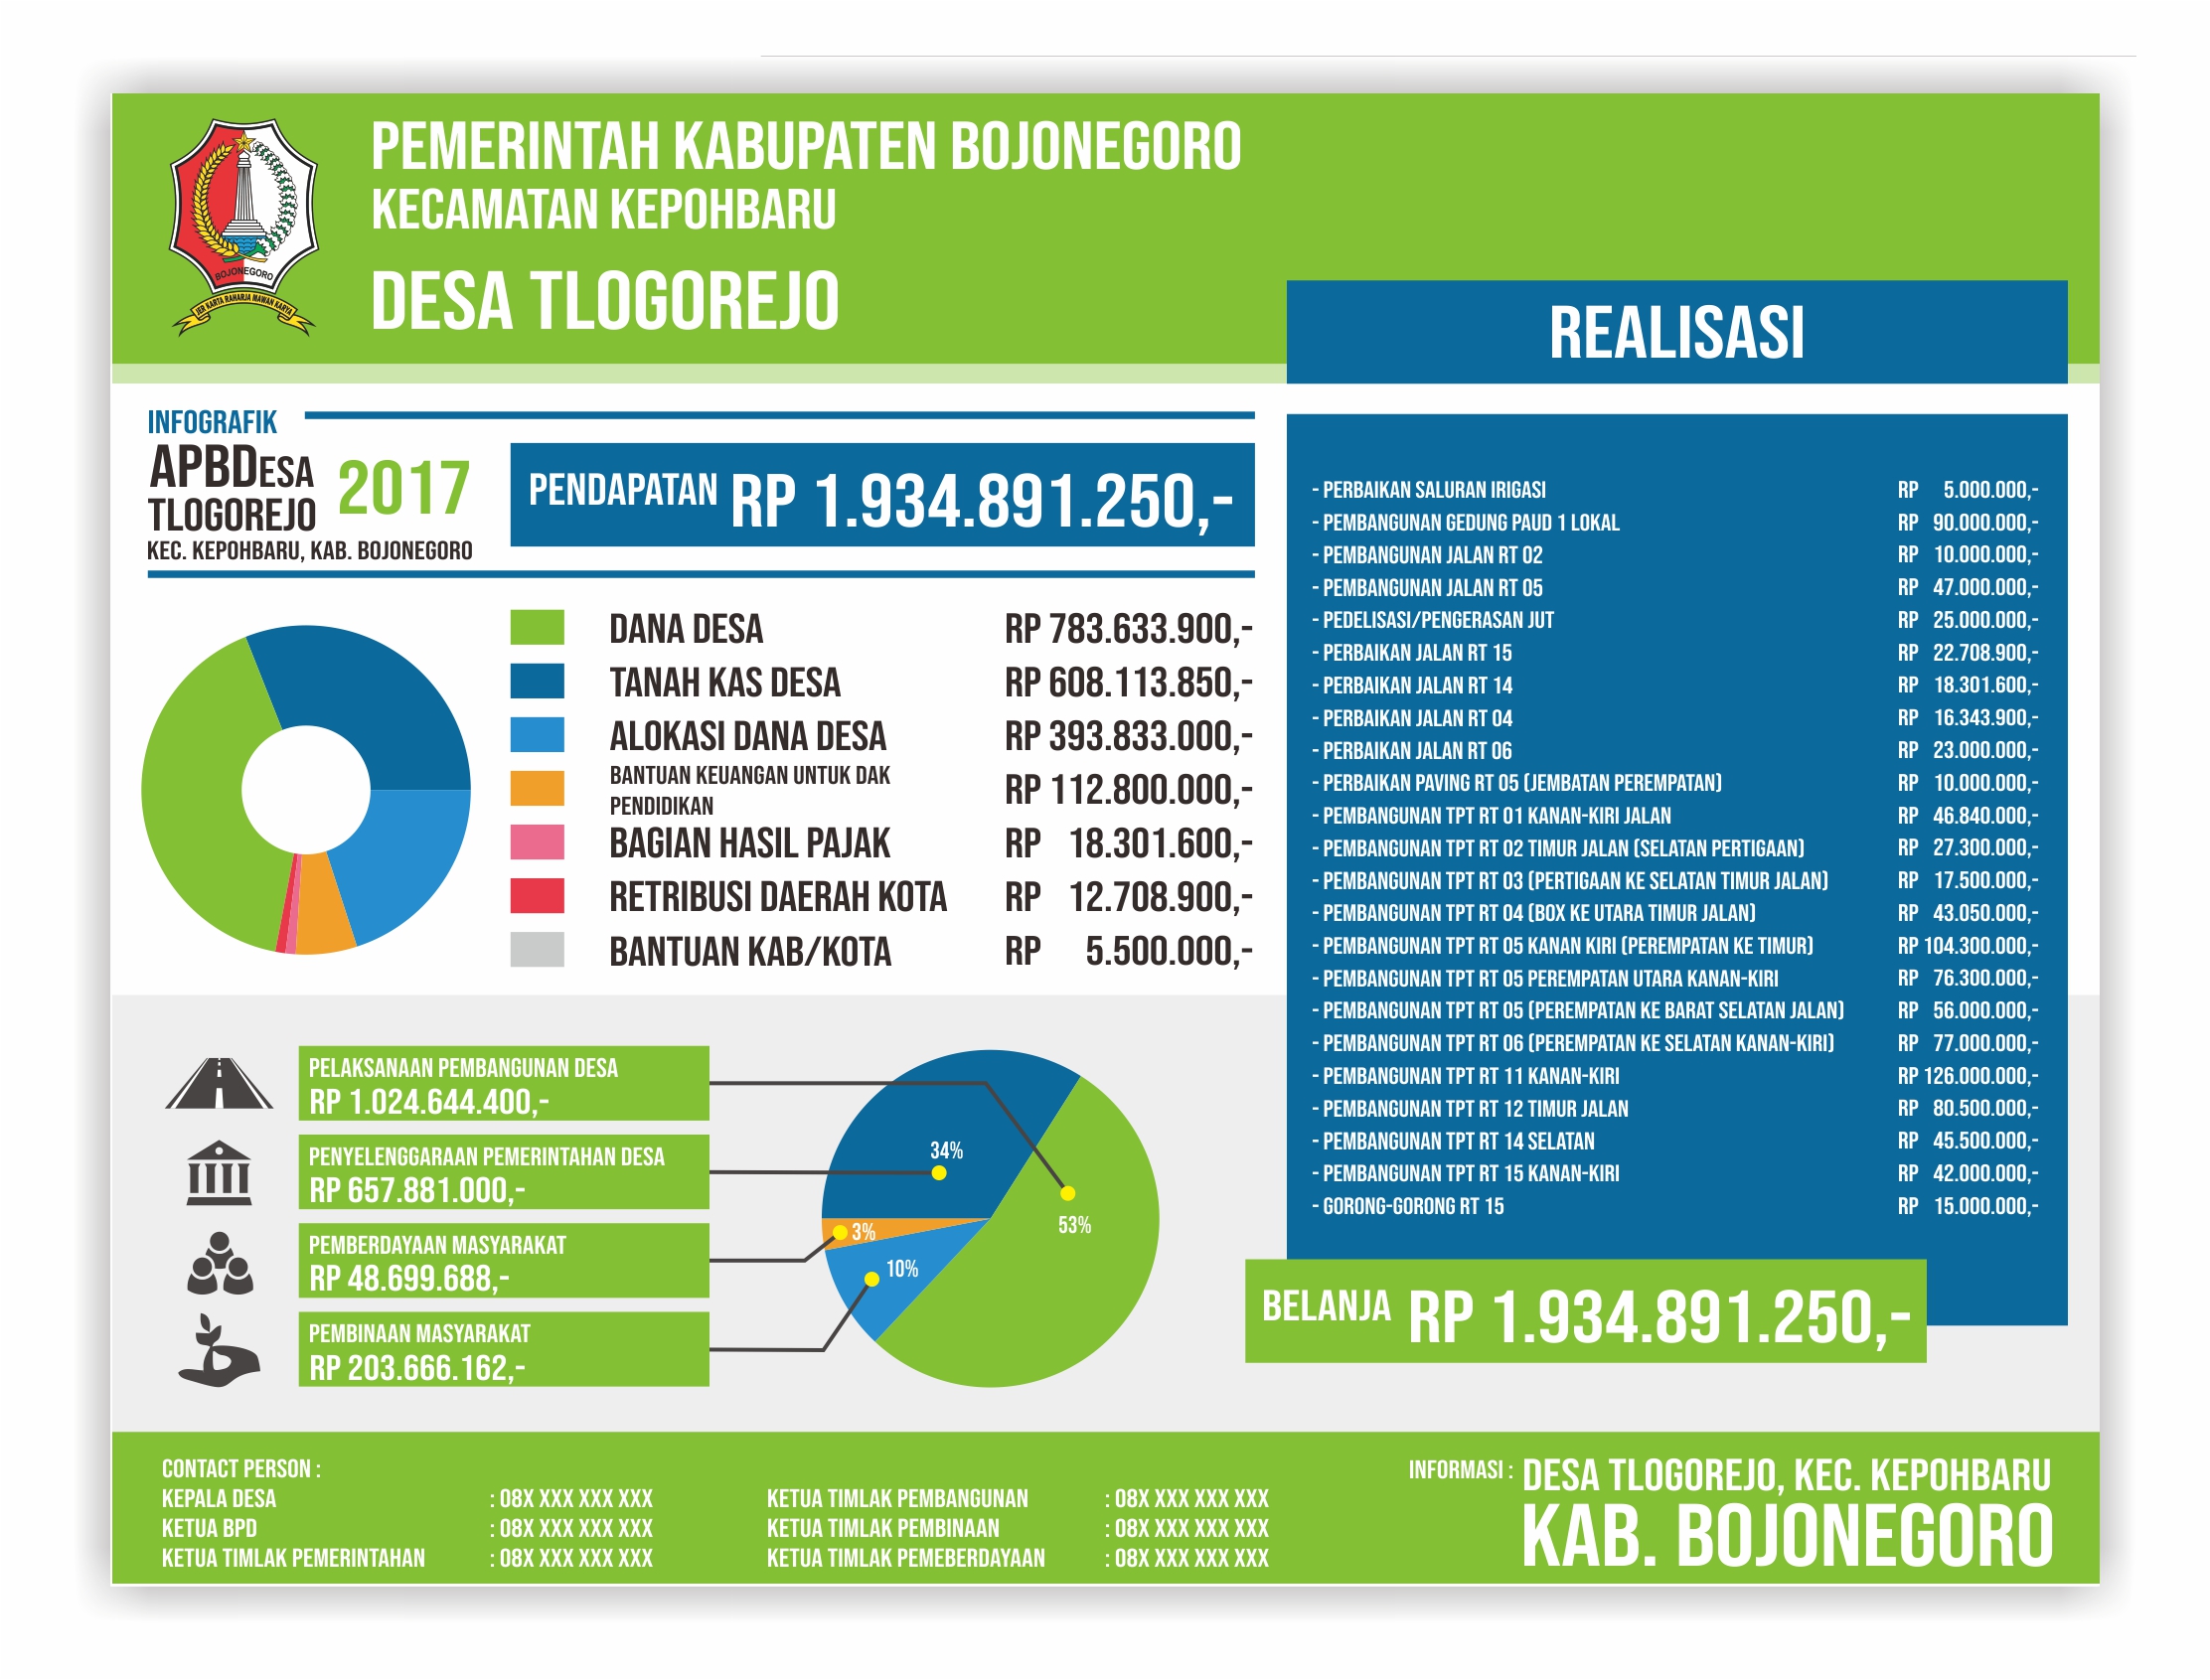 PEMERINTAH KABUPATEN BOJONEGORO
KECAMATAN KEPOHBARU
DESA TLOGOREJO
BOJONEGORO
JER KARTA RAHARJA MAWAN KARYA
REALISASI
INFOGRAFIK
APBDESA
TLOGOREJO
2017
KEC. KEPOHBARU, KAB. BOJONEGORO
PENDAPATAN RP 1.934.891.250,-
DANA DESA RP 783.633.900,-
TANAH KAS DESA RP 608.113.850,-
ALOKASI DANA DESA RP 393.833.000,-
BANTUAN KEUANGAN UNTUK DAK
PENDIDIKAN RP 112.800.000,-
BAGIAN HASIL PAJAK RP 18.301.600,-
RETRIBUSI DAERAH KOTA RP 12.708.900,-
BANTUAN KAB/KOTA RP 5.500.000,-
- PERBAIKAN SALURAN IRIGASI RP 5.000.000,-
- PEMBANGUNAN GEDUNG PAUD 1 LOKAL RP 90.000.000,-
- PEMBANGUNAN JALAN RT 02 RP 10.000.000,-
- PEMBANGUNAN JALAN RT 05 RP 47.000.000,-
- PEDELISASI/PENGERASAN JUT RP 25.000.000,-
- PERBAIKAN JALAN RT 15 RP 22.708.900,-
- PERBAIKAN JALAN RT 14 RP 18.301.600,-
- PERBAIKAN JALAN RT 04 RP 16.343.900,-
- PERBAIKAN JALAN RT 06 RP 23.000.000,-
- PERBAIKAN PAVING RT 05 (JEMBATAN PEREMPATAN) RP 10.000.000,-
- PEMBANGUNAN TPT RT 01 KANAN-KIRI JALAN RP 46.840.000,-
- PEMBANGUNAN TPT RT 02 TIMUR JALAN (SELATAN PERTIGAAN) RP 27.300.000,-
- PEMBANGUNAN TPT RT 03 (PERTIGAAN KE SELATAN TIMUR JALAN) RP 17.500.000,-
- PEMBANGUNAN TPT RT 04 (BOX KE UTARA TIMUR JALAN) RP 43.050.000,-
- PEMBANGUNAN TPT RT 05 KANAN KIRI (PEREMPATAN KE TIMUR) RP 104.300.000,-
- PEMBANGUNAN TPT RT 05 PEREMPATAN UTARA KANAN-KIRI RP 76.300.000,-
- PEMBANGUNAN TPT RT 05 (PEREMPATAN KE BARAT SELATAN JALAN) RP 56.000.000,-
- PEMBANGUNAN TPT RT 06 (PEREMPATAN KE SELATAN KANAN-KIRI) RP 77.000.000,-
- PEMBANGUNAN TPT RT 11 KANAN-KIRI RP 126.000.000,-
- PEMBANGUNAN TPT RT 12 TIMUR JALAN RP 80.500.000,-
- PEMBANGUNAN TPT RT 14 SELATAN RP 45.500.000,-
- PEMBANGUNAN TPT RT 15 KANAN-KIRI RP 42.000.000,-
- GORONG-GORONG RT 15 RP 15.000.000,-
PELAKSANAAN PEMBANGUNAN DESA
RP 1.024.644.400,-
PENYELENGGARAAN PEMERINTAHAN DESA
RP 657.881.000,-
PEMBERDAYAAN MASYARAKAT
RP 48.699.688,-
PEMBINAAN MASYARAKAT
RP 203.666.162,-
34%
53%
3%
10%
BELANJA RP 1.934.891.250,-
CONTACT PERSON :
KEPALA DESA : 08X XXX XXX XXX
KETUA BPD : 08X XXX XXX XXX
KETUA TIMLAK PEMERINTAHAN : 08X XXX XXX XXX
KETUA TIMLAK PEMBANGUNAN : 08X XXX XXX XXX
KETUA TIMLAK PEMBINAAN : 08X XXX XXX XXX
KETUA TIMLAK PEMEBERDAYAAN : 08X XXX XXX XXX
INFORMASI : DESA TLOGOREJO, KEC. KEPOHBARU
KAB. BOJONEGORO